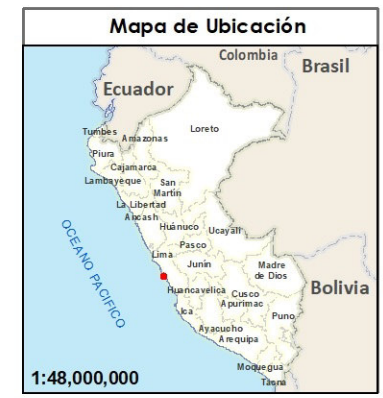 Mapa de Ubicación
Colombia
Brasil
Ecuador
Tumbes
Amazonas
Loreto
Piura
Cajamarca
Lambayeque
San
Martin
La Libertad
Ancash
Huánuco
Ucayali
Pasco
OCEANO PACIFICO
Lima
Junin
Madre
de Dios
Huancavelica
Cusco
Bolivia
Apurimac
Ica
Puno
Ayacucho
Arequipa
Moquegua
Tacna
1:48,000,000